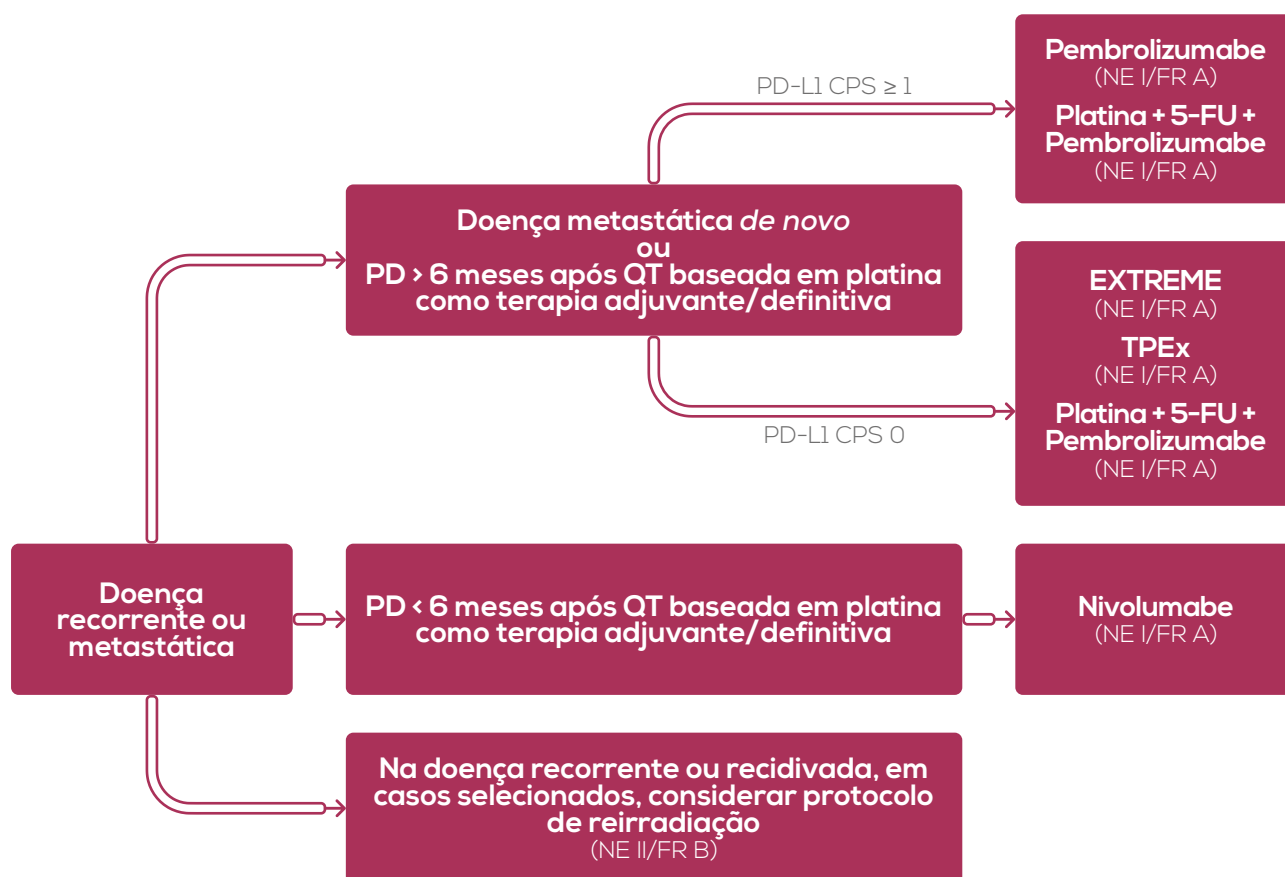 PD-L1 CPS ≥ 1
Pembrolizumabe
(NE I/FR A)
Platina + 5-FU +
Pembrolizumabe
(NE I/FR A)
Doença metastática de novo
ou
PD > 6 meses após QT baseada em platina
como terapia adjuvante/definitiva
PD-L1 CPS 0
EXTREME
(NE I/FR A)
TPEx
(NE I/FR A)
Platina + 5-FU +
Pembrolizumabe
(NE I/FR A)
Doença
recorrente ou
metastática
PD < 6 meses após QT baseada em platina
como terapia adjuvante/definitiva
Nivolumabe
(NE I/FR A)
Na doença recorrente ou recidivada, em
casos selecionados, considerar protocolo
de reirradiação
(NE II/FR B)